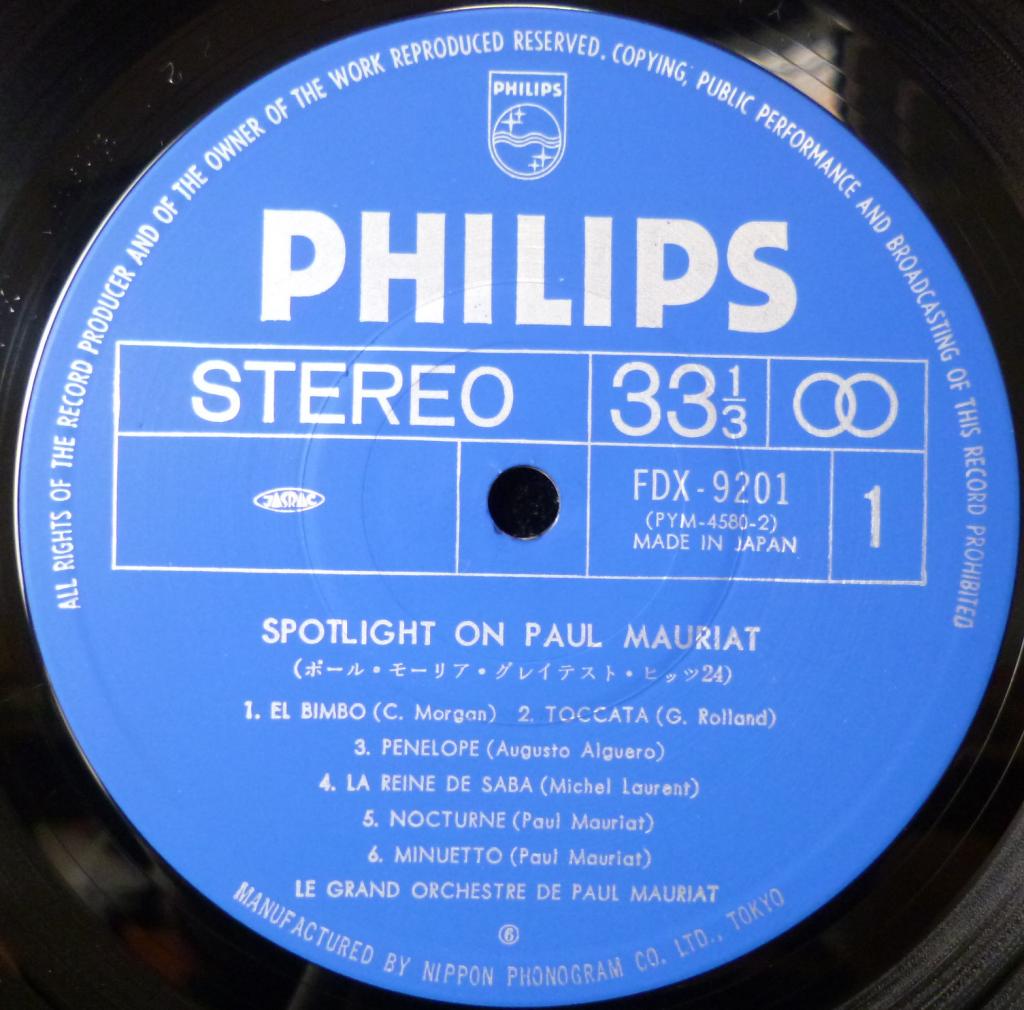 ALL RIGHTS OF THE RECORD PRODUCER AND OF THE OWNER OF THE WORK REPRODUCED RESERVED. COPYING, PUBLIC PERFORMANCE AND BROADCASTING OF THIS RECORD PROHIBITED
PHILIPS
PHILIPS
STEREO 33 1/3
JASRAC
FDX-9201 1
(PYM-4580-2)
MADE IN JAPAN
SPOTLIGHT ON PAUL MAURIAT
(ポール・モーリア・グレイテスト・ヒッツ24)
1. EL BIMBO (C. Morgan) 2. TOCCATA (G. Rolland)
3. PENELOPE (Augusto Alguero)
4. LA REINE DE SABA (Michel Laurent)
5. NOCTURNE (Paul Mauriat)
6. MINUETTO (Paul Mauriat)
LE GRAND ORCHESTRE DE PAUL MAURIAT
⑥
MANUFACTURED BY NIPPON PHONOGRAM CO. LTD., TOKYO